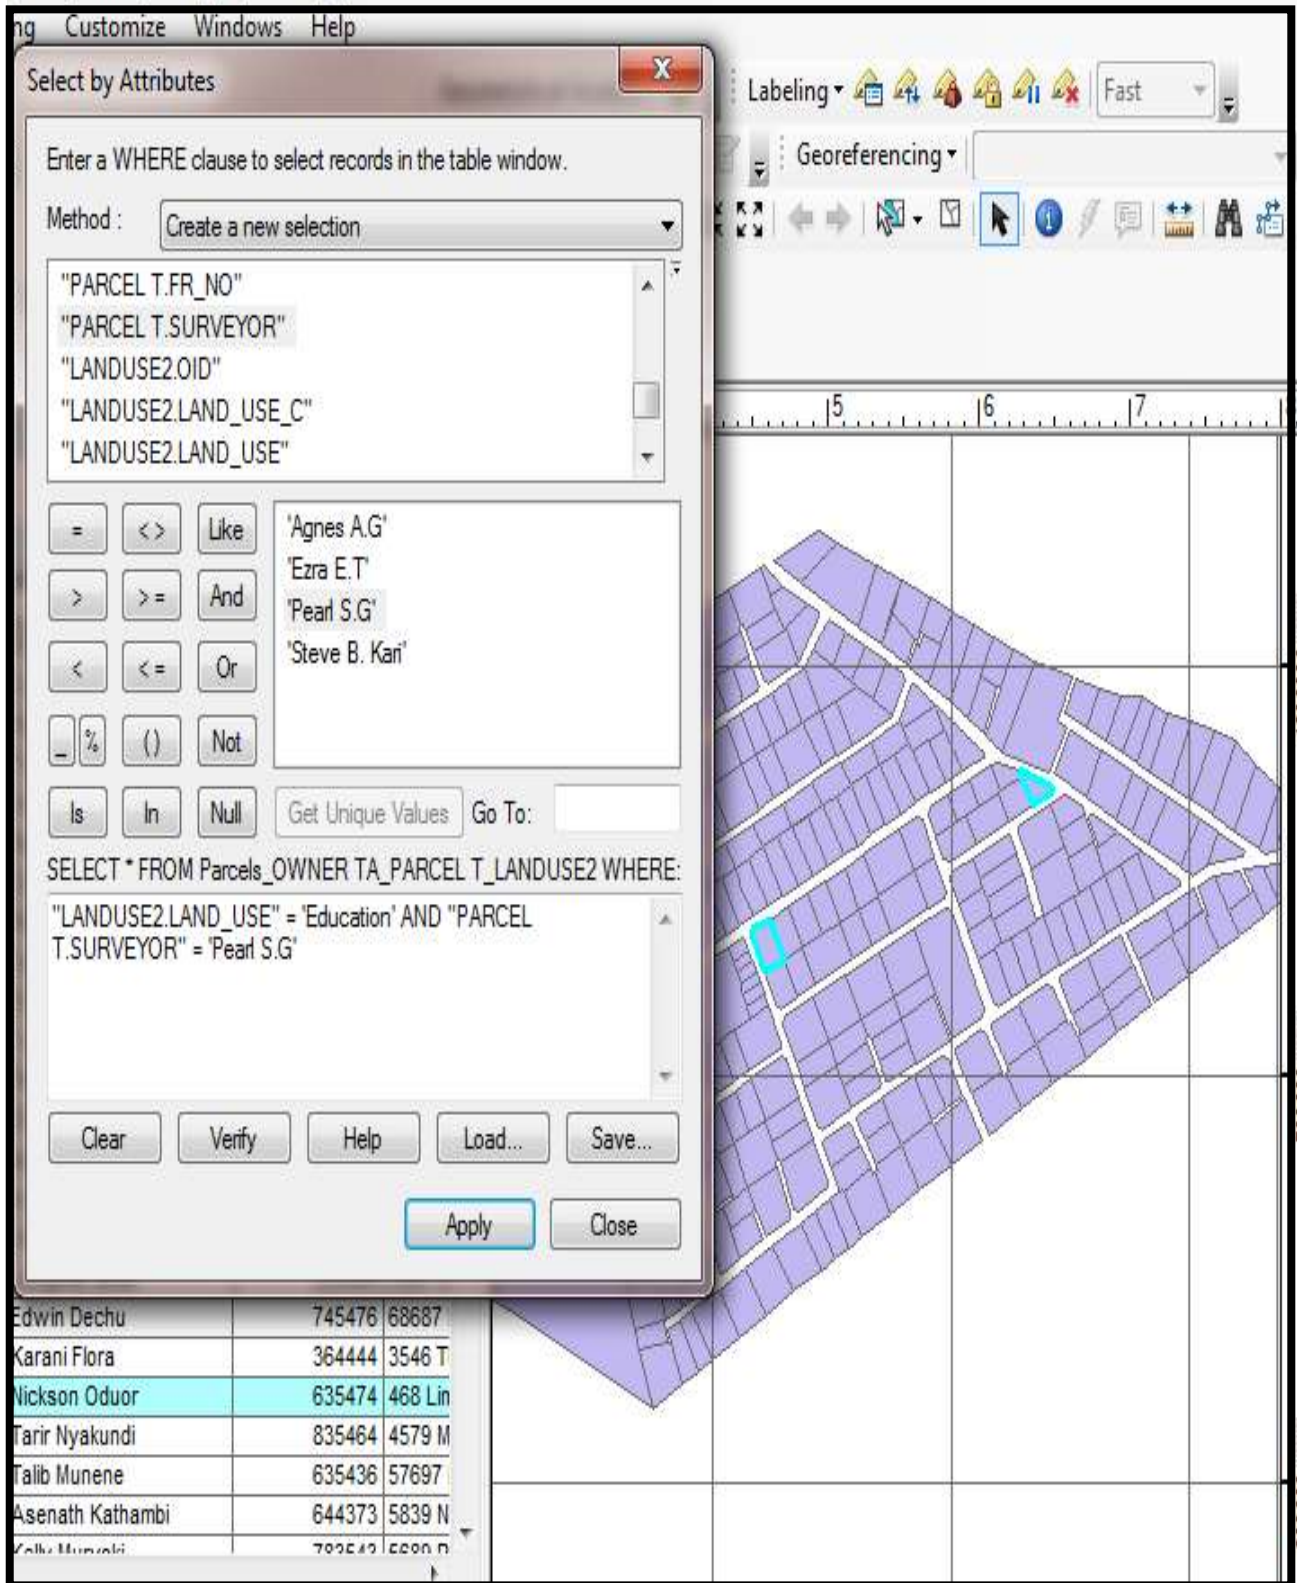 ng Customize Windows Help
Select by Attributes
X
Labeling
Fast
Georeferencing
Enter a WHERE clause to select records in the table window.
Method :
Create a new selection
"PARCEL T.FR_NO"
"PARCEL T.SURVEYOR"
"LANDUSE2.OID"
"LANDUSE2.LAND_USE_C"
"LANDUSE2.LAND_USE"
5 6 7
= < > Like
> > = And
< < = Or
_ % ( ) Not
Is In Null
'Agnes A.G'
'Ezra E.T'
'Pearl S.G'
'Steve B. Kari'
Get Unique Values Go To:
SELECT * FROM Parcels_OWNER TA_PARCEL T_LANDUSE2 WHERE:
"LANDUSE2.LAND_USE" = 'Education' AND "PARCEL
T.SURVEYOR" = 'Pearl S.G'
Clear Verify Help Load... Save...
Apply Close
Edwin Dechu 745476 68687
Karani Flora 364444 3546 T
Nickson Oduor 635474 468 Lin
Tarir Nyakundi 835464 4579 M
Talib Munene 635436 57697
Asenath Kathambi 644373 5839 N